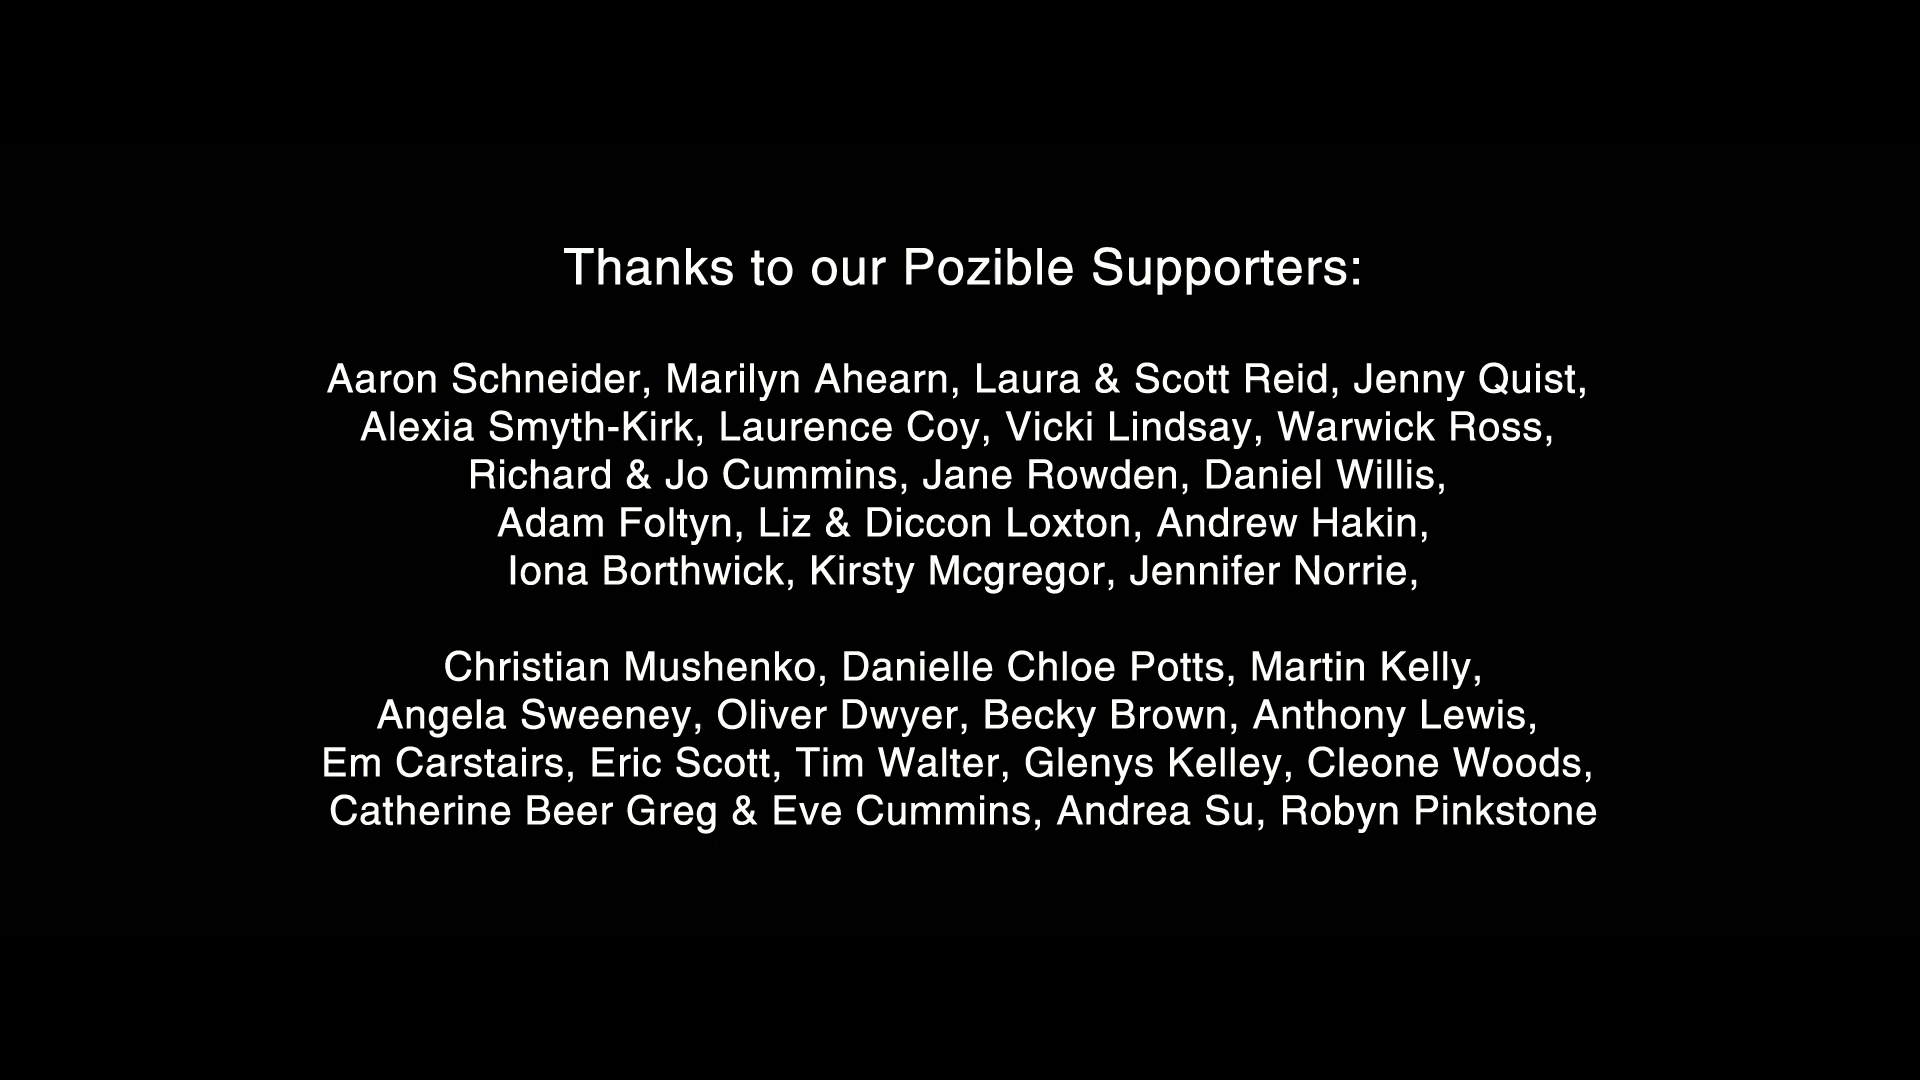 Thanks to our Pozible Supporters:
Aaron Schneider, Marilyn Ahearn, Laura & Scott Reid, Jenny Quist,
Alexia Smyth-Kirk, Laurence Coy, Vicki Lindsay, Warwick Ross,
Richard & Jo Cummins, Jane Rowden, Daniel Willis,
Adam Foltyn, Liz & Diccon Loxton, Andrew Hakin,
Iona Borthwick, Kirsty Mcgregor, Jennifer Norrie,
Christian Mushenko, Danielle Chloe Potts, Martin Kelly,
Angela Sweeney, Oliver Dwyer, Becky Brown, Anthony Lewis,
Em Carstairs, Eric Scott, Tim Walter, Glenys Kelley, Cleone Woods,
Catherine Beer Greg & Eve Cummins, Andrea Su, Robyn Pinkstone